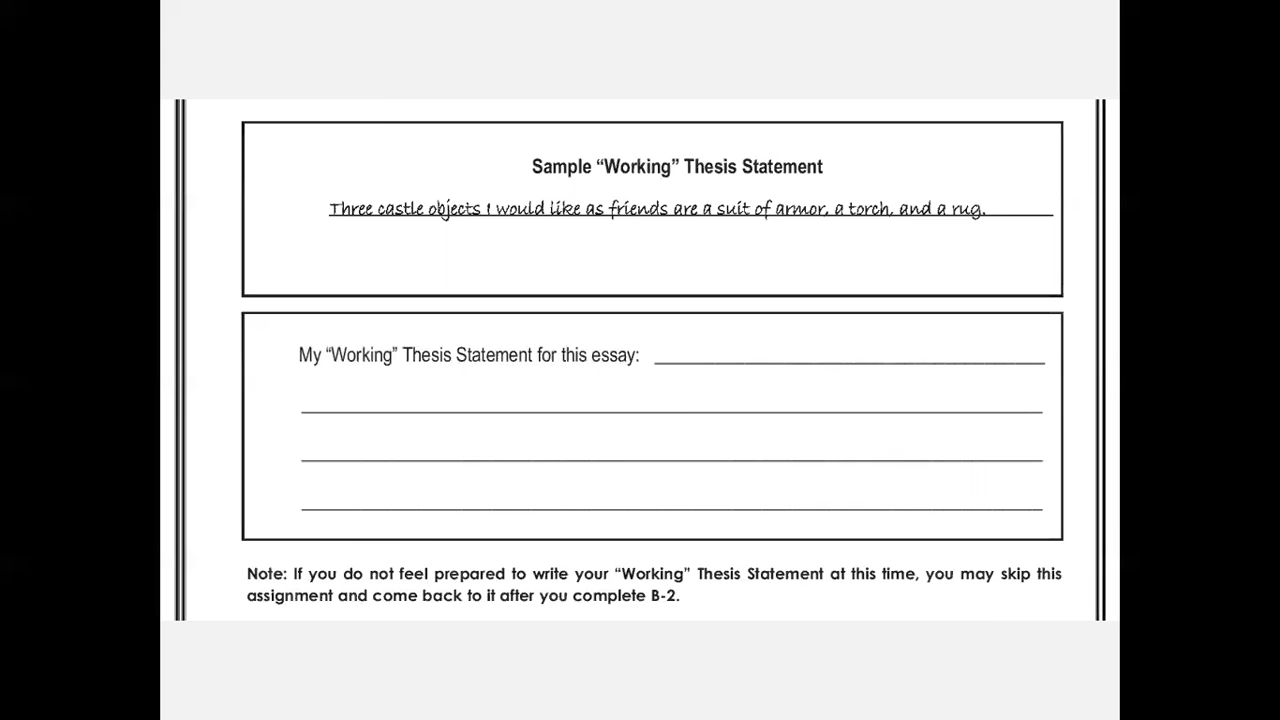 Sample “Working” Thesis Statement
Three castle objects I would like as friends are a suit of armor, a torch, and a rug.
My “Working” Thesis Statement for this essay:
Note: If you do not feel prepared to write your “Working” Thesis Statement at this time, you may skip this
assignment and come back to it after you complete B-2.